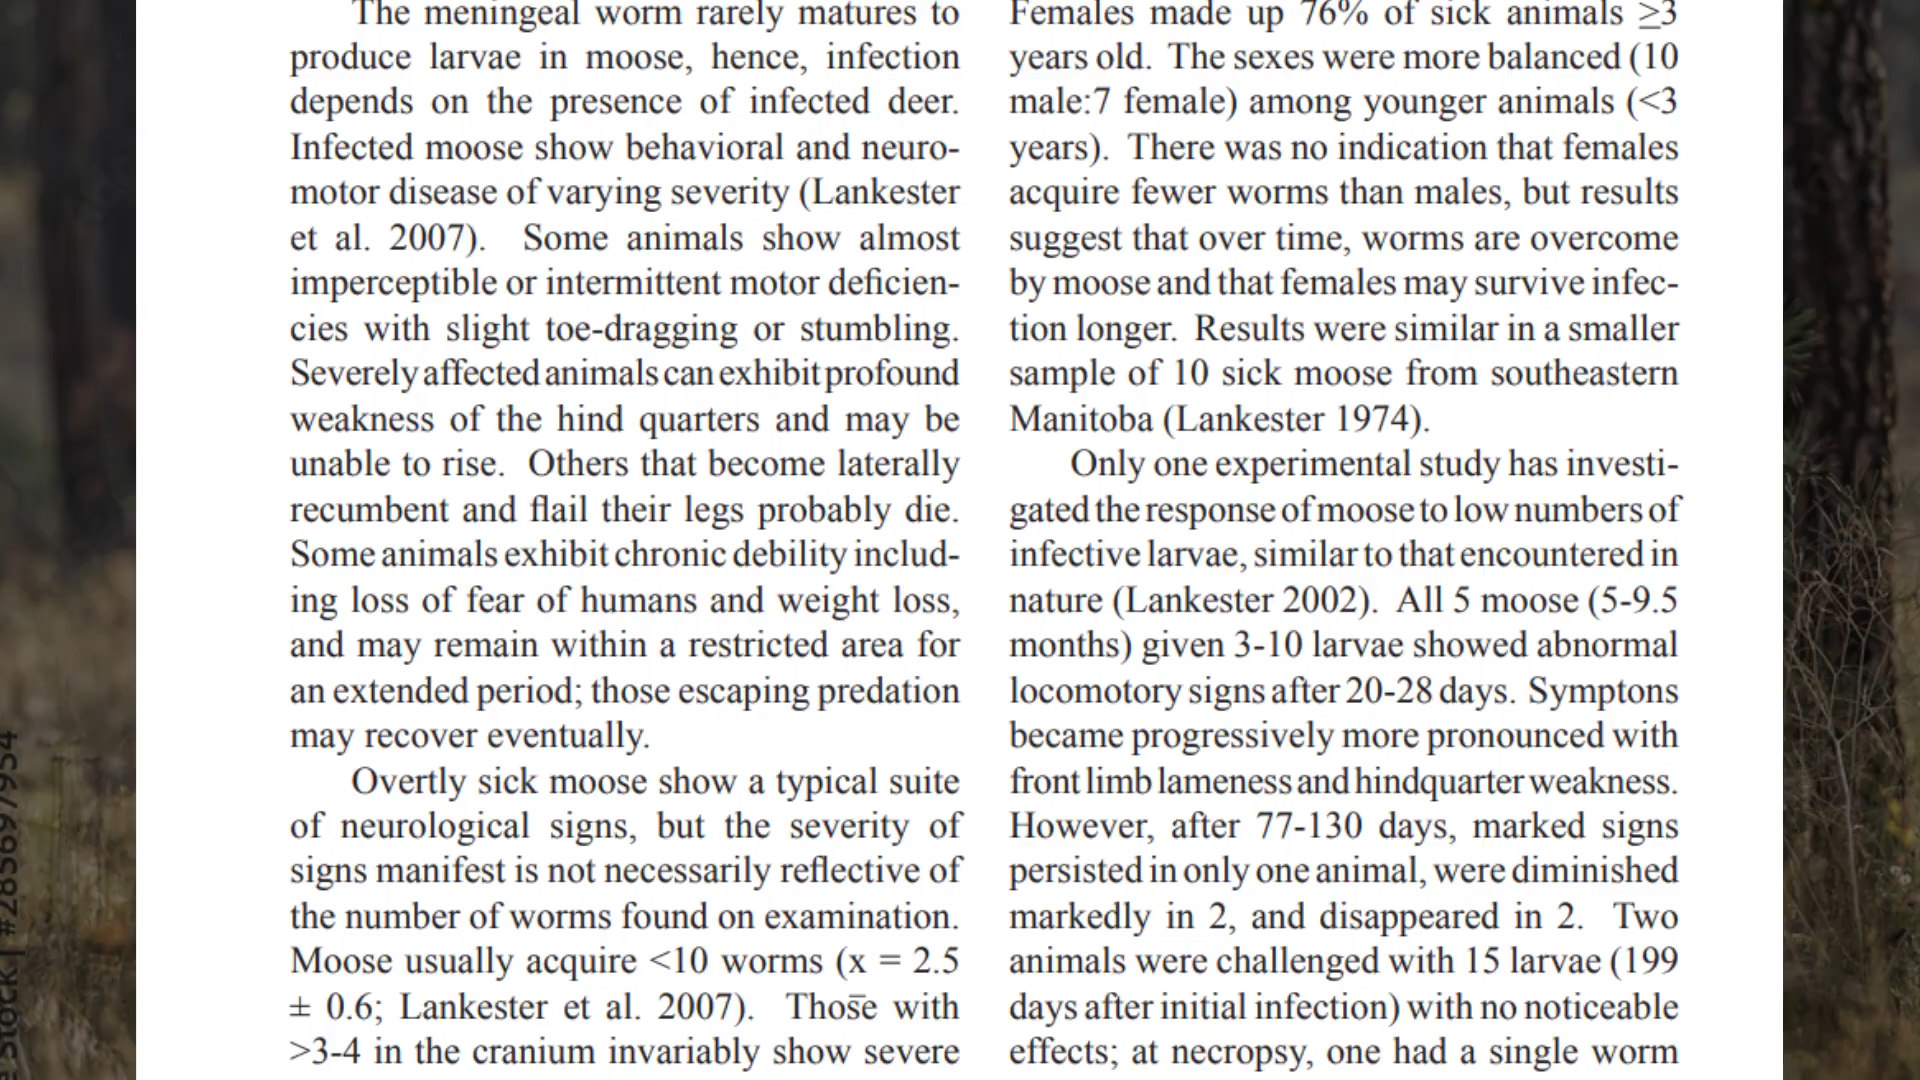 The meningeal worm rarely matures to
produce larvae in moose, hence, infection
depends on the presence of infected deer.
Infected moose show behavioral and neuro-
motor disease of varying severity (Lankester
et al. 2007). Some animals show almost
imperceptible or intermittent motor deficien-
cies with slight toe-dragging or stumbling.
Severely affected animals can exhibit profound
weakness of the hind quarters and may be
unable to rise. Others that become laterally
recumbent and flail their legs probably die.
Some animals exhibit chronic debility includ-
ing loss of fear of humans and weight loss,
and may remain within a restricted area for
an extended period; those escaping predation
may recover eventually.
Overtly sick moose show a typical suite
of neurological signs, but the severity of
signs manifest is not necessarily reflective of
the number of worms found on examination.
Moose usually acquire <10 worms (x = 2.5
± 0.6; Lankester et al. 2007). Those with
>3-4 in the cranium invariably show severe
Females made up 76% of sick animals ≥3
years old. The sexes were more balanced (10
male:7 female) among younger animals (<3
years). There was no indication that females
acquire fewer worms than males, but results
suggest that over time, worms are overcome
by moose and that females may survive infec-
tion longer. Results were similar in a smaller
sample of 10 sick moose from southeastern
Manitoba (Lankester 1974).
Only one experimental study has investi-
gated the response of moose to low numbers of
infective larvae, similar to that encountered in
nature (Lankester 2002). All 5 moose (5-9.5
months) given 3-10 larvae showed abnormal
locomotory signs after 20-28 days. Symptons
became progressively more pronounced with
front limb lameness and hindquarter weakness.
However, after 77-130 days, marked signs
persisted in only one animal, were diminished
markedly in 2, and disappeared in 2. Two
animals were challenged with 15 larvae (199
days after initial infection) with no noticeable
effects; at necropsy, one had a single worm
Stock | #285697954